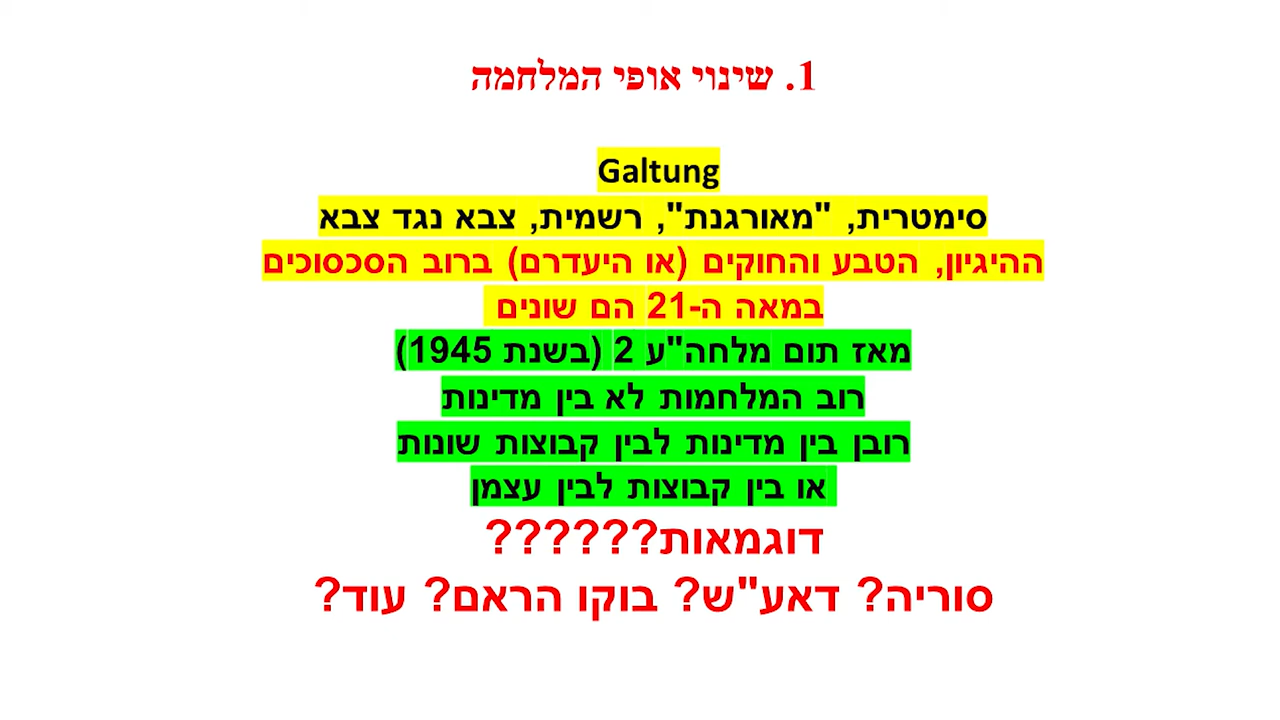 1. שינוי אופי המלחמה
Galtung
סימטרית, "מאורגנת", רשמית, צבא נגד צבא
ההיגיון, הטבע והחוקים (או היעדרם) ברוב הסכסוכים
במאה ה-21 הם שונים
מאז תום מלחה"ע 2 (בשנת 1945)
רוב המלחמות לא בין מדינות
רובן בין מדינות לבין קבוצות שונות
או בין קבוצות לבין עצמן
דוגמאות??????
סוריה? דאע"ש? בוקו הראם? עוד?